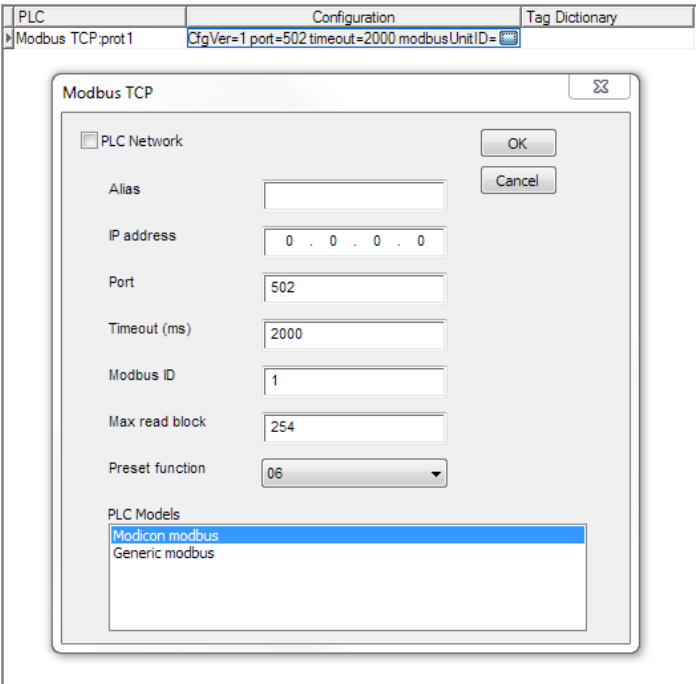 PLC Configuration Tag Dictionary
Modbus TCP:prot1 CfgVer=1 port=502 timeout=2000 modbusUnitID=
Modbus TCP
PLC Network OK
Cancel
Alias
IP address 0 . 0 . 0 . 0
Port 502
Timeout (ms) 2000
Modbus ID 1
Max read block 254
Preset function 06
PLC Models
Modicon modbus
Generic modbus